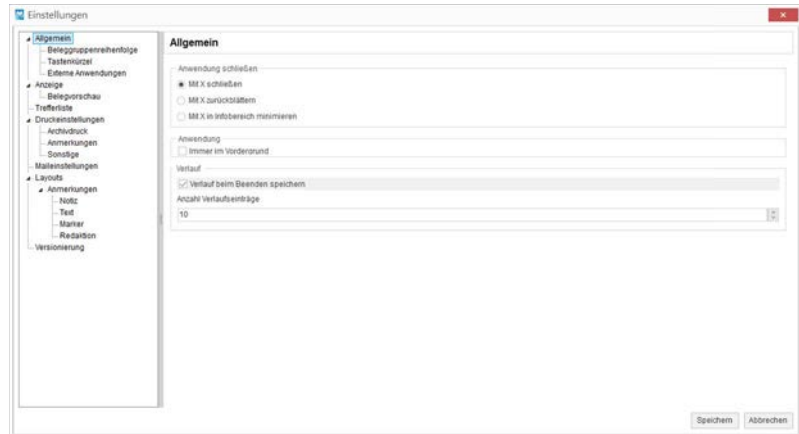 Einstellungen
Allgemein
Beleggruppenreihenfolge
Tastenkürzel
Externe Anwendungen
Anzeige
Belegvorschau
Trefferliste
Druckeinstellungen
Archivdruck
Anmerkungen
Sonstige
Maileinstellungen
Layouts
Anmerkungen
Notiz
Text
Marker
Redaktion
Versionierung
Allgemein
Anwendung schließen
Mit X schließen
Mit X zurückblättern
Mit X in Infobereich minimieren
Anwendung
Immer im Vordergrund
Verlauf
Verlauf beim Beenden speichern
Anzahl Verlaufseinträge
10
Speichern
Abbrechen